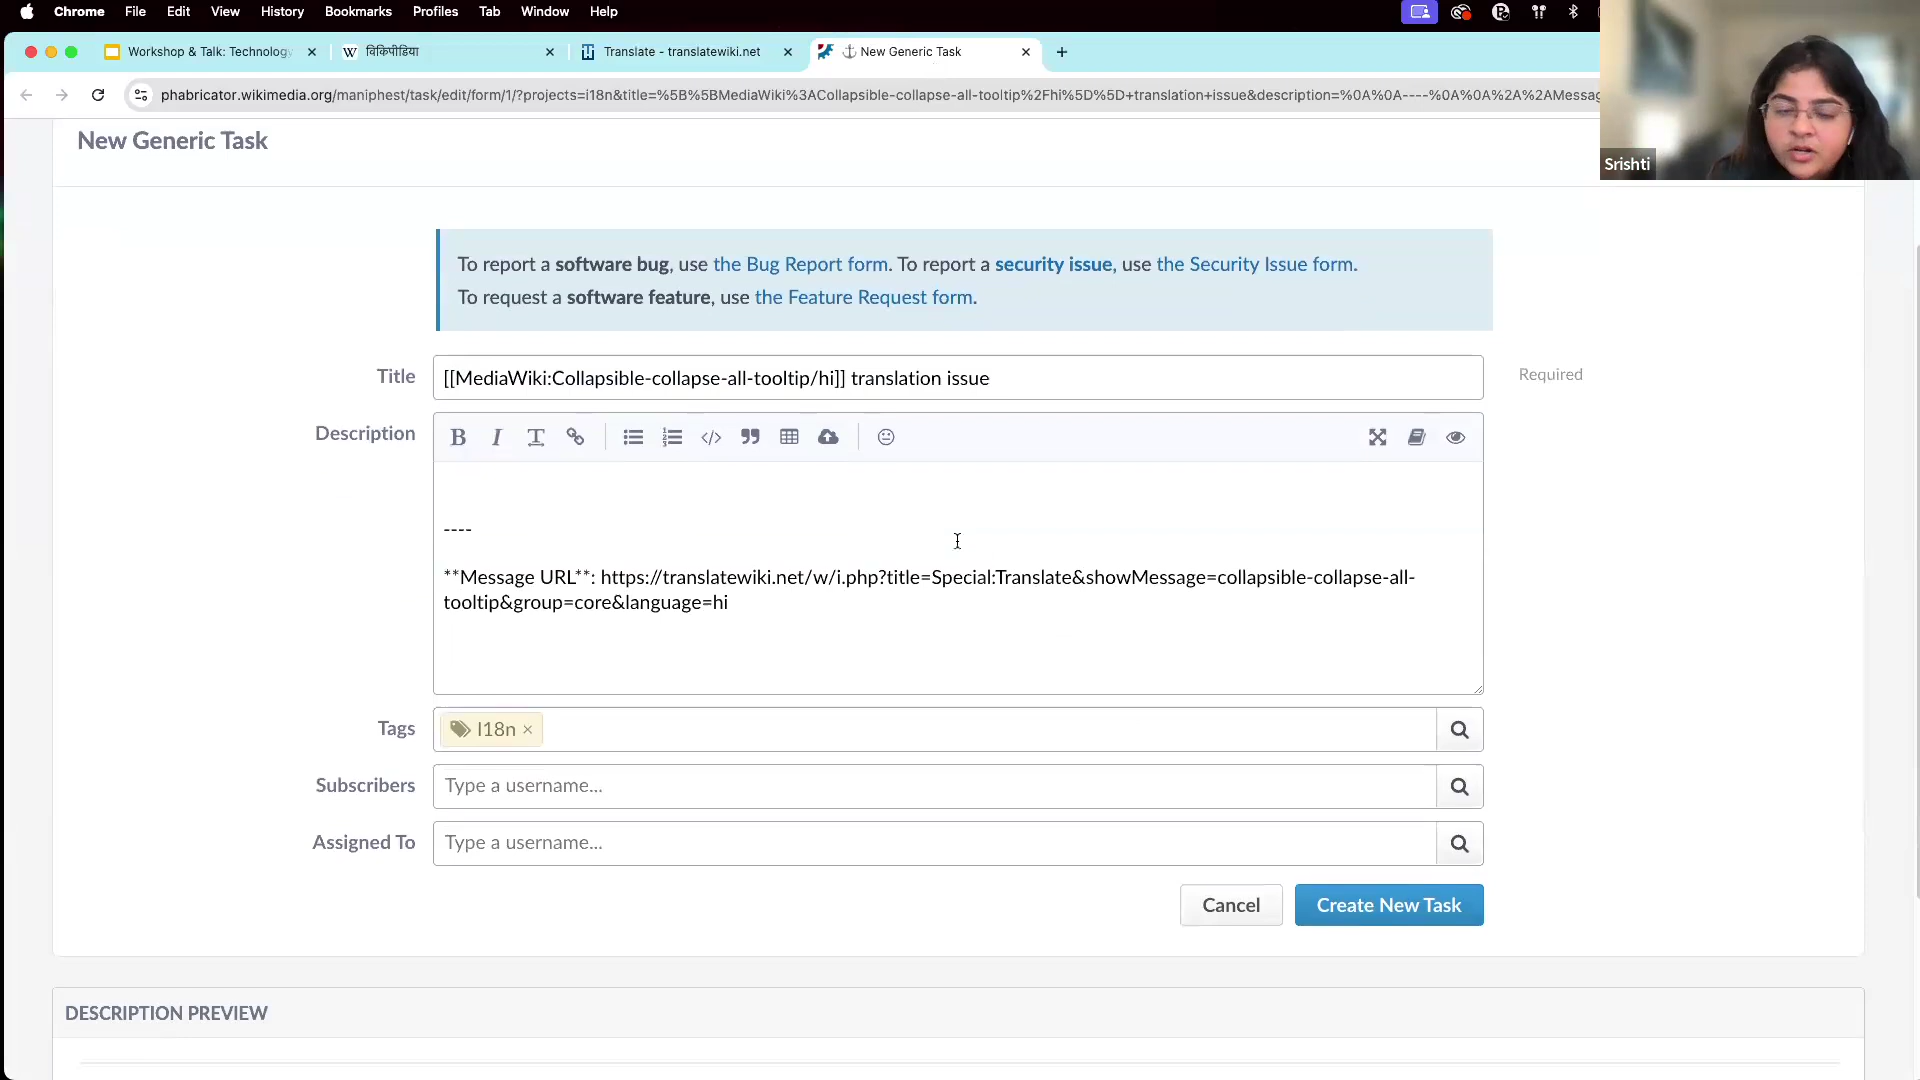 Chrome File Edit View History Bookmarks Profiles Tab Window Help
Workshop & Talk: Technology
विकिपीडिया
Translate - translatewiki.net
New Generic Task
phabricator.wikimedia.org/maniphest/task/edit/form/1/?projects=i18n&title=%5B%5BMediaWiki%3ACollapsible-collapse-all-tooltip%2Fhi%5D%5D+translation+issue&description=%0A%0A----%0A%0A%2A%2AMessag
Srishti
New Generic Task
To report a software bug, use the Bug Report form. To report a security issue, use the Security Issue form.
To request a software feature, use the Feature Request form.
Title [[MediaWiki:Collapsible-collapse-all-tooltip/hi]] translation issue Required
Description
----
**Message URL**: https://translatewiki.net/w/i.php?title=Special:Translate&showMessage=collapsible-collapse-all-
tooltip&group=core&language=hi
Tags I18n ×
Subscribers Type a username...
Assigned To Type a username...
Cancel Create New Task
DESCRIPTION PREVIEW